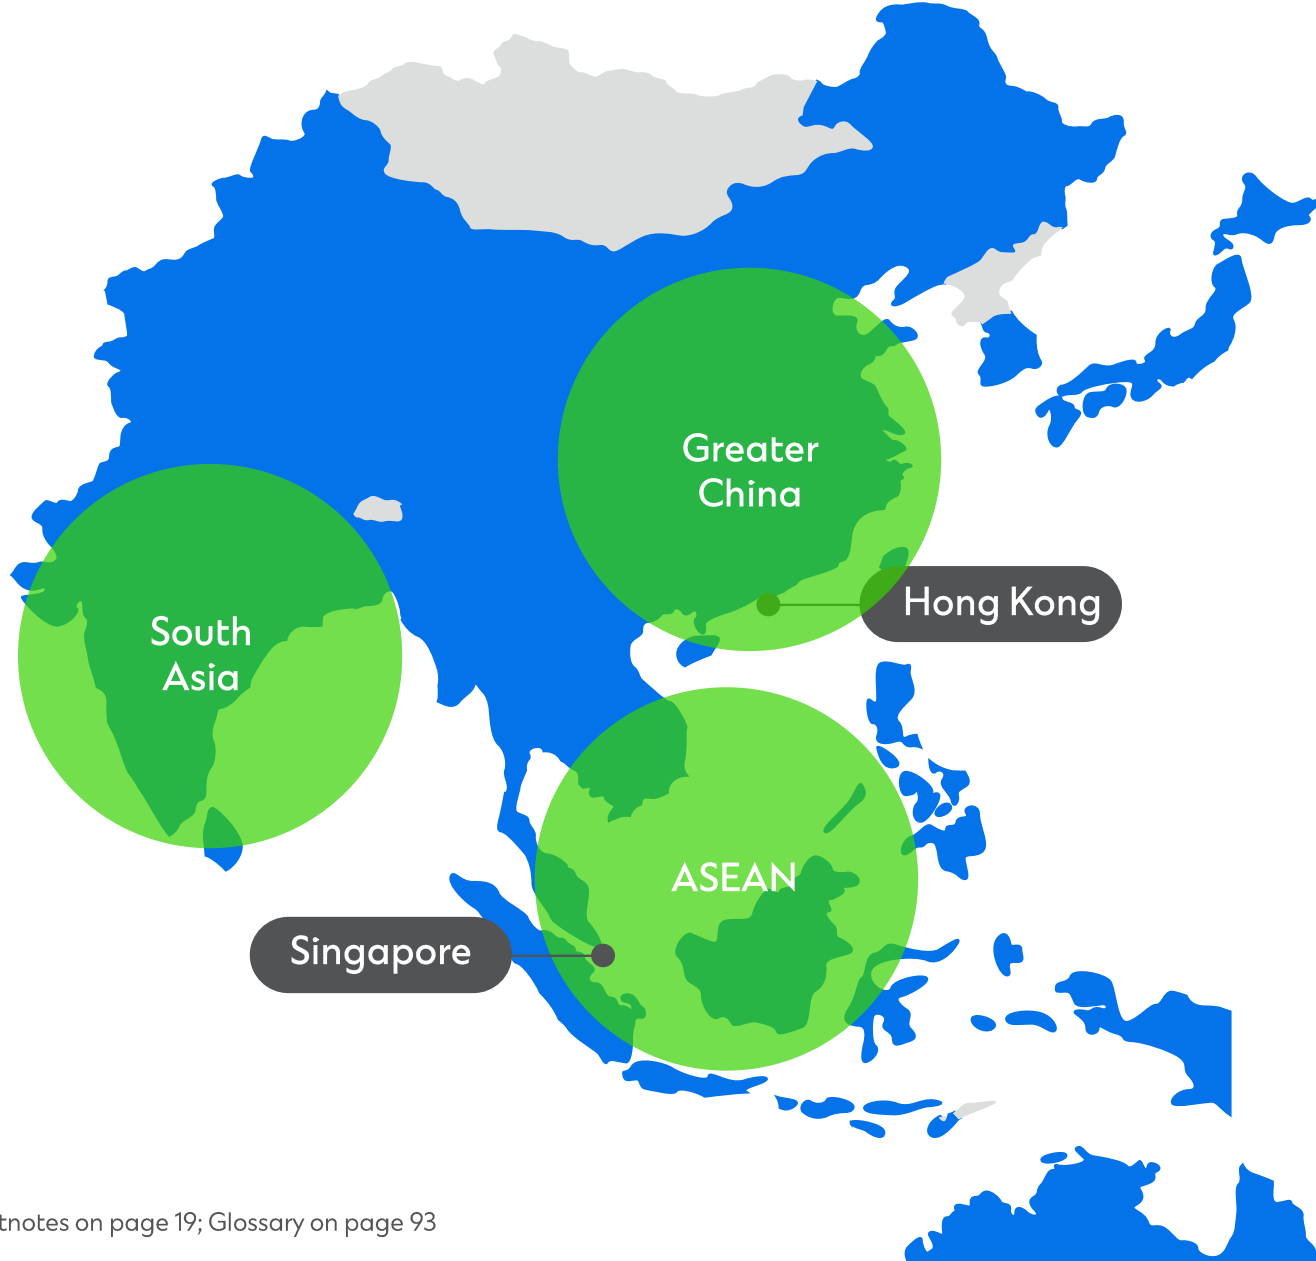 Greater
China
Hong Kong
South
Asia
ASEAN
Singapore
tnotes on page 19; Glossary on page 93